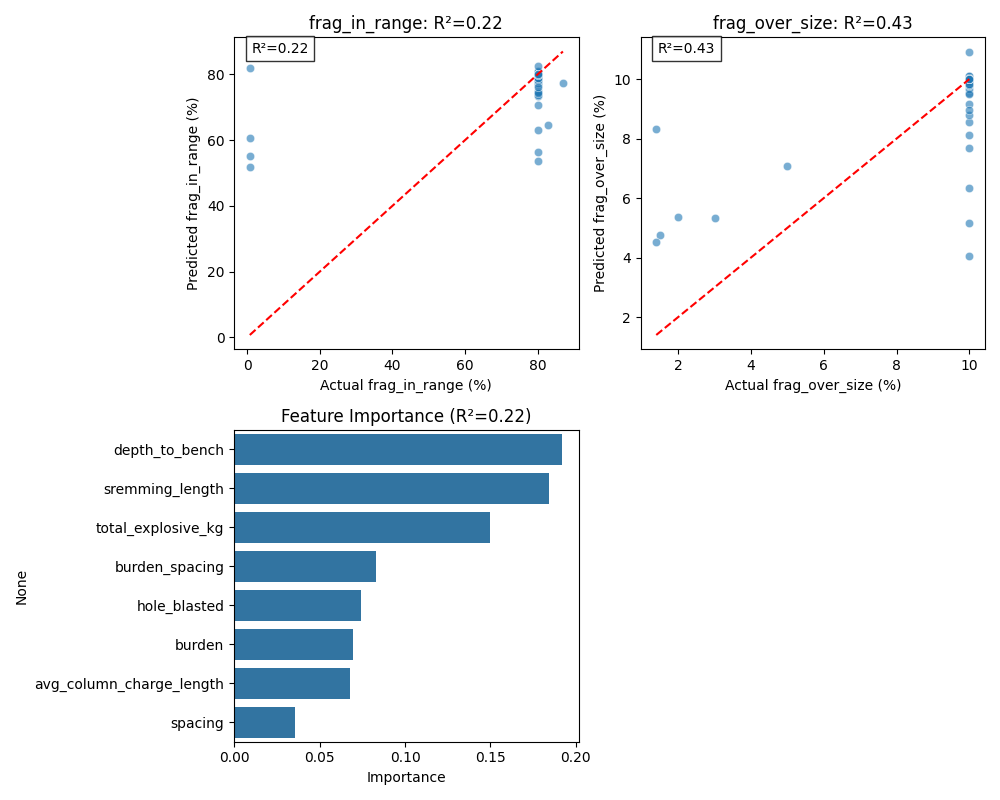 frag_in_range: R²=0.22
R²=0.22
80
60
40
20
0
Predicted frag_in_range (%)
0 20 40 60 80
Actual frag_in_range (%)
frag_over_size: R²=0.43
R²=0.43
10
8
6
4
2
Predicted frag_over_size (%)
2 4 6 8 10
Actual frag_over_size (%)
Feature Importance (R²=0.22)
None
depth_to_bench
sremming_length
total_explosive_kg
burden_spacing
hole_blasted
burden
avg_column_charge_length
spacing
0.00 0.05 0.10 0.15 0.20
Importance